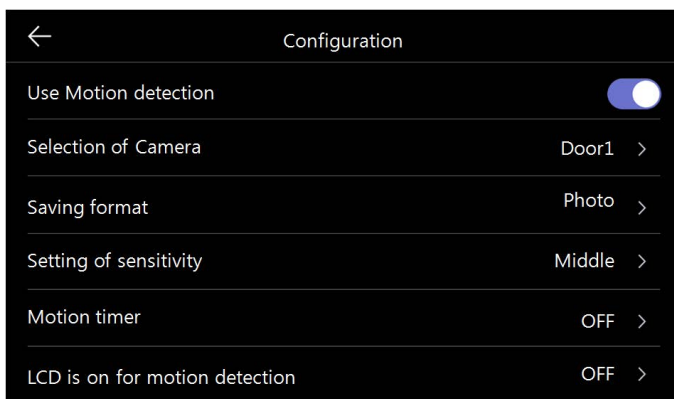 Configuration
Use Motion detection
Selection of Camera Door1 >
Saving format Photo >
Setting of sensitivity Middle >
Motion timer OFF >
LCD is on for motion detection OFF >